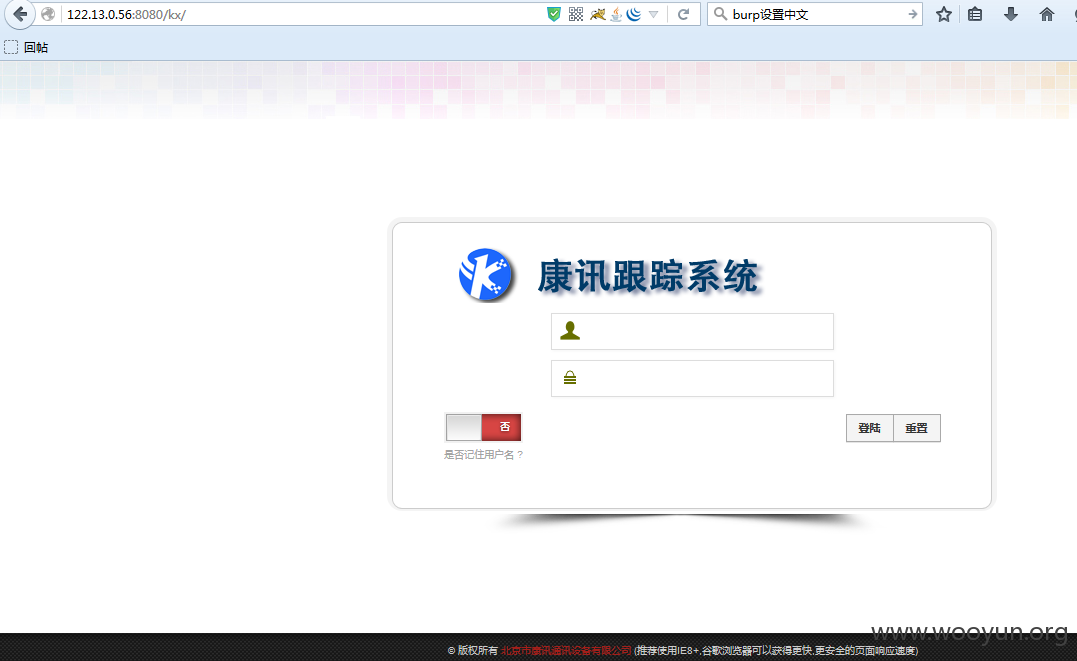 122.13.0.56:8080/kx/
burp设置中文
回帖
康讯跟踪系统
否
是否记住用户名？
登陆
重置
www.wooyun.org
© 版权所有 北京市康讯通讯设备有限公司 (推荐使用IE8+,谷歌浏览器可以获得更快,更安全的页面响应速度)